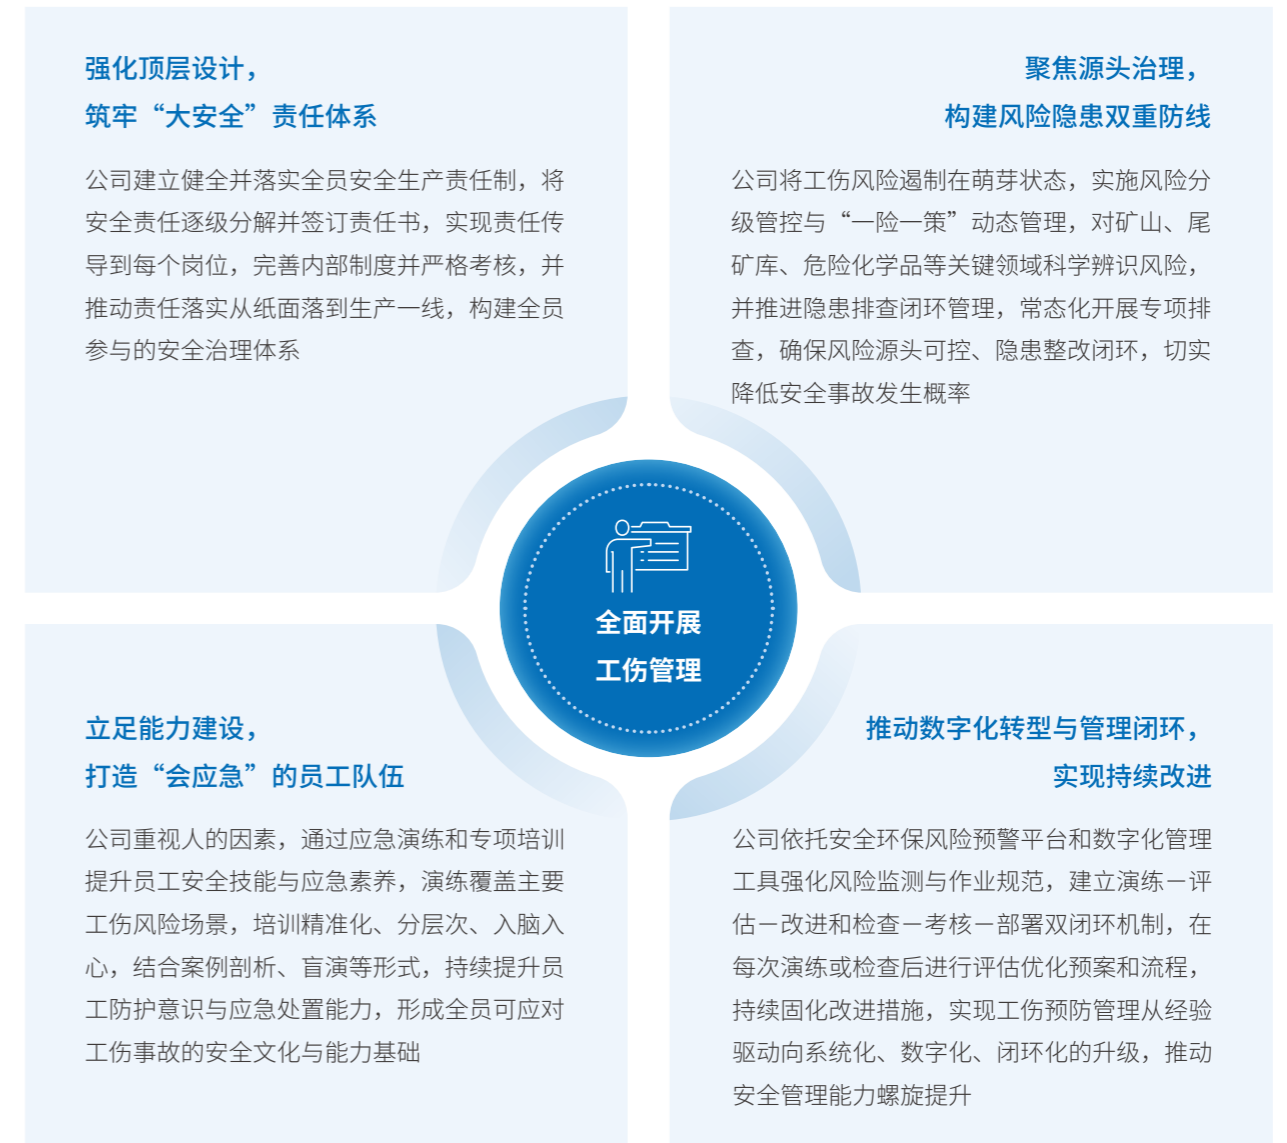 强化顶层设计，
筑牢“大安全”责任体系
公司建立健全并落实全员安全生产责任制，将
安全责任逐级分解并签订责任书，实现责任传
导到每个岗位，完善内部制度并严格考核，并
推动责任落实从纸面落到生产一线，构建全员
参与的安全治理体系
聚焦源头治理，
构建风险隐患双重防线
公司将工伤风险遏制在萌芽状态，实施风险分
级管控与“一险一策”动态管理，对矿山、尾
矿库、危险化学品等关键领域科学辨识风险，
并推进隐患排查闭环管理，常态化开展专项排
查，确保风险源头可控、隐患整改闭环，切实
降低安全事故发生概率
全面开展
工伤管理
立足能力建设，
打造“会应急”的员工队伍
公司重视人的因素，通过应急演练和专项培训
提升员工安全技能与应急素养，演练覆盖主要
工伤风险场景，培训精准化、分层次、入脑入
心，结合案例剖析、盲演等形式，持续提升员
工防护意识与应急处置能力，形成全员可应对
工伤事故的安全文化与能力基础
推动数字化转型与管理闭环，
实现持续改进
公司依托安全环保风险预警平台和数字化管理
工具强化风险监测与作业规范，建立演练－评
估－改进和检查－考核－部署双闭环机制，在
每次演练或检查后进行评估优化预案和流程，
持续固化改进措施，实现工伤预防管理从经验
驱动向系统化、数字化、闭环化的升级，推动
安全管理能力螺旋提升